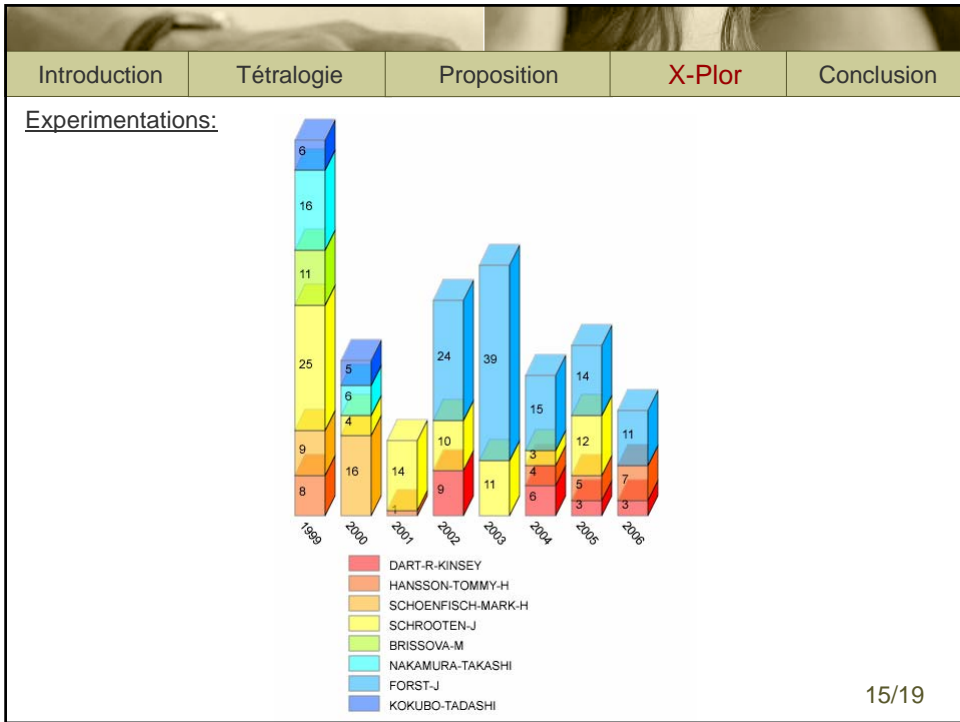 Introduction Tétralogie Proposition X-Plor Conclusion
Experimentations:
6
16
11
25
9
8
5
6
4
16
14
1
24
10
9
39
11
15
3
4
6
14
12
5
3
11
7
3
1999 2000 2001 2002 2003 2004 2005 2006
DART-R-KINSEY
HANSSON-TOMMY-H
SCHOENFISCH-MARK-H
SCHROOTEN-J
BRISSOVA-M
NAKAMURA-TAKASHI
FORST-J
KOKUBO-TADASHI
15/19